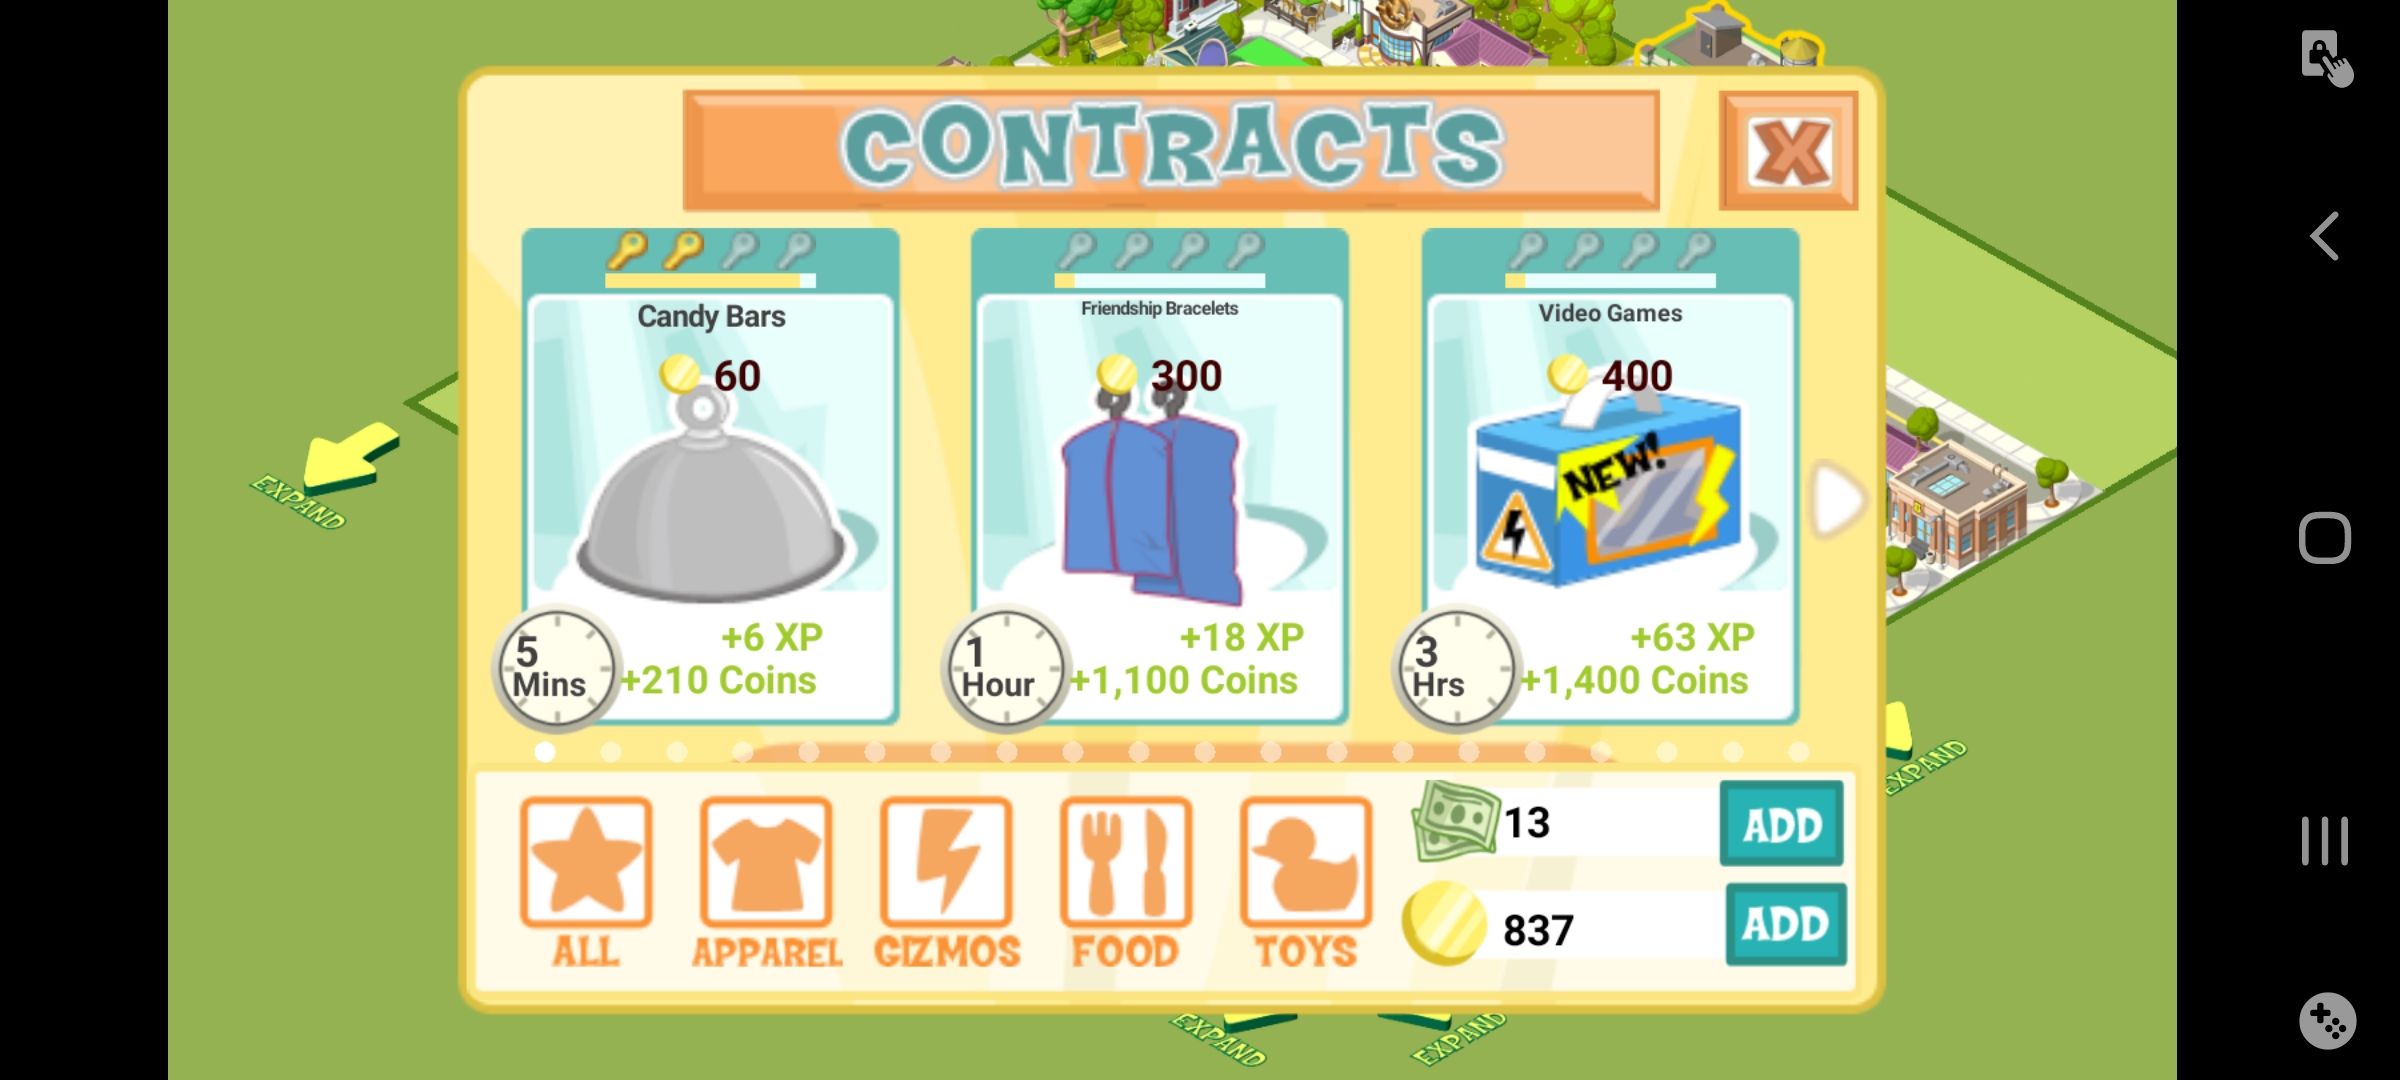 CONTRACTS
X
Candy Bars
60
5
Mins
+6 XP
+210 Coins
Friendship Bracelets
300
1
Hour
+18 XP
+1,100 Coins
Video Games
400
NEW!
3
Hrs
+63 XP
+1,400 Coins
EXPAND
EXPAND
ALL
APPAREL
GIZMOS
FOOD
TOYS
13
ADD
837
ADD
EXPAND
EXPAND